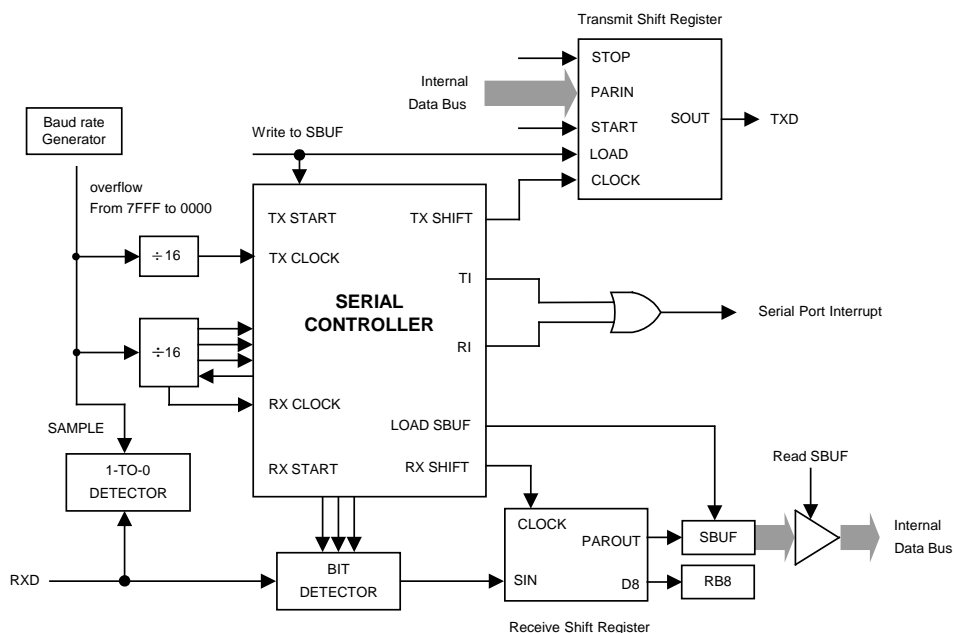 Transmit Shift Register
STOP
Internal
Data Bus
PARIN
START
SOUT
TXD
LOAD
CLOCK
Baud rate
Generator
Write to SBUF
overflow
From 7FFF to 0000
TX START
TX SHIFT
÷16
TX CLOCK
TI
SERIAL
CONTROLLER
Serial Port Interrupt
÷16
RI
RX CLOCK
LOAD SBUF
SAMPLE
RX START
RX SHIFT
Read SBUF
1-TO-0
DETECTOR
CLOCK
PAROUT
SBUF
Internal
Data Bus
RXD
BIT
DETECTOR
SIN
D8
RB8
Receive Shift Register